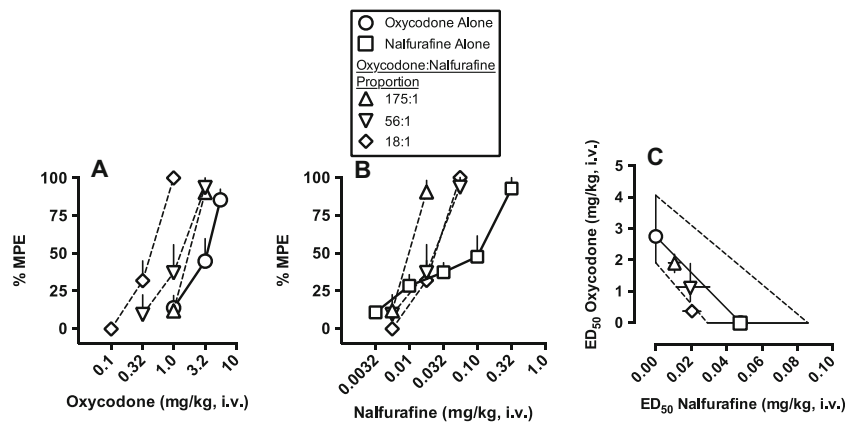 Oxycodone Alone
Nalfurafine Alone
Oxycodone:Nalfurafine
Proportion
175:1
56:1
18:1
A
100
75
50
25
0
% MPE
0.1
0.32
1.0
3.2
10
Oxycodone (mg/kg, i.v.)
B
100
75
50
25
0
% MPE
0.0032
0.01
0.032
0.10
0.32
1.0
Nalfurafine (mg/kg, i.v.)
C
5
4
3
2
1
0
ED50 Oxycodone (mg/kg, i.v.)
0.00
0.02
0.04
0.06
0.08
0.10
ED50 Nalfurafine (mg/kg, i.v.)